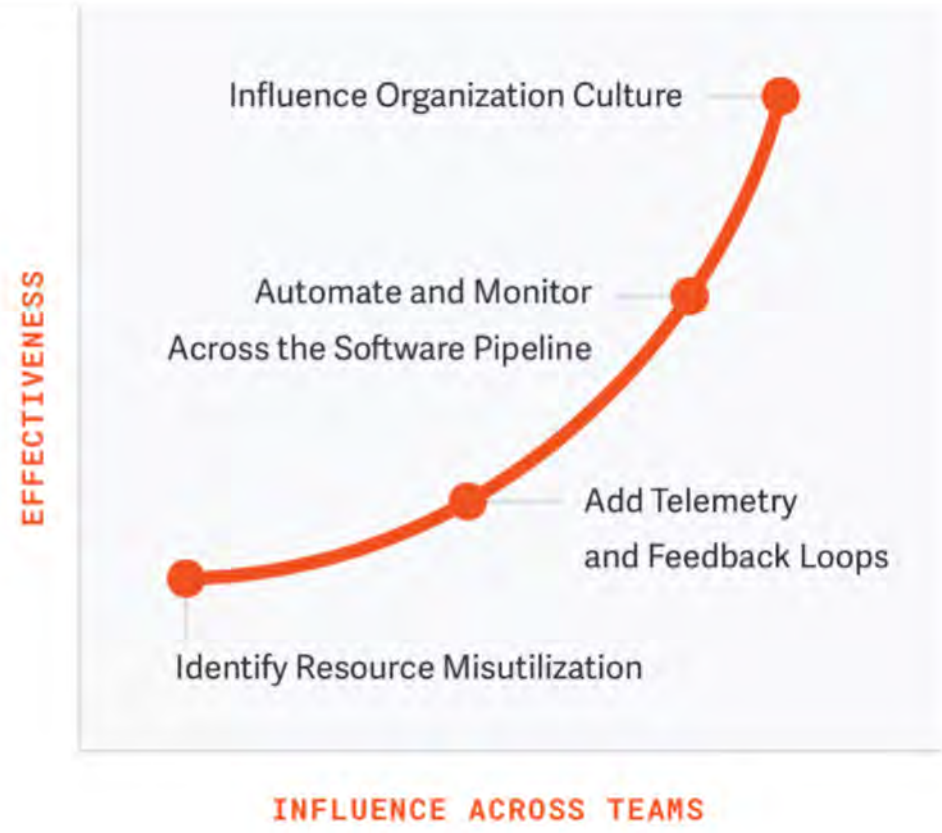 Influence Organization Culture
Automate and Monitor
Across the Software Pipeline
Add Telemetry
and Feedback Loops
Identify Resource Misutilization
EFFECTIVENESS
INFLUENCE ACROSS TEAMS